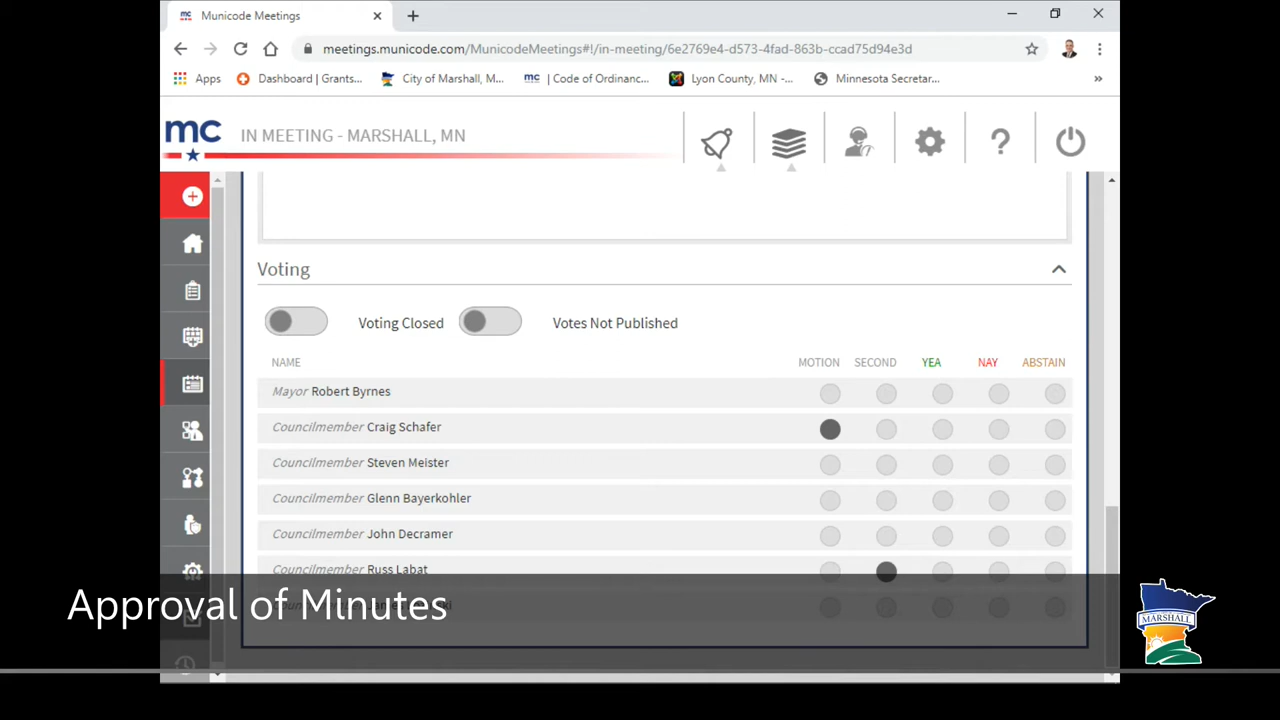 mc Municode Meetings
meetings.municode.com/MunicodeMeetings#!/in-meeting/6e2769e4-d573-4fad-863b-ccad75d94e3d
Apps Dashboard | Grants... City of Marshall, M... mc | Code of Ordinanc... Lyon County, MN -... Minnesota Secretar... »
mc IN MEETING - MARSHALL, MN ?
Voting
Voting Closed Votes Not Published
NAME MOTION SECOND YEA NAY ABSTAIN
Mayor Robert Byrnes
Councilmember Craig Schafer
Councilmember Steven Meister
Councilmember Glenn Bayerkohler
Councilmember John Decramer
Councilmember Russ Labat
Approval of Minutes
MARSHALL